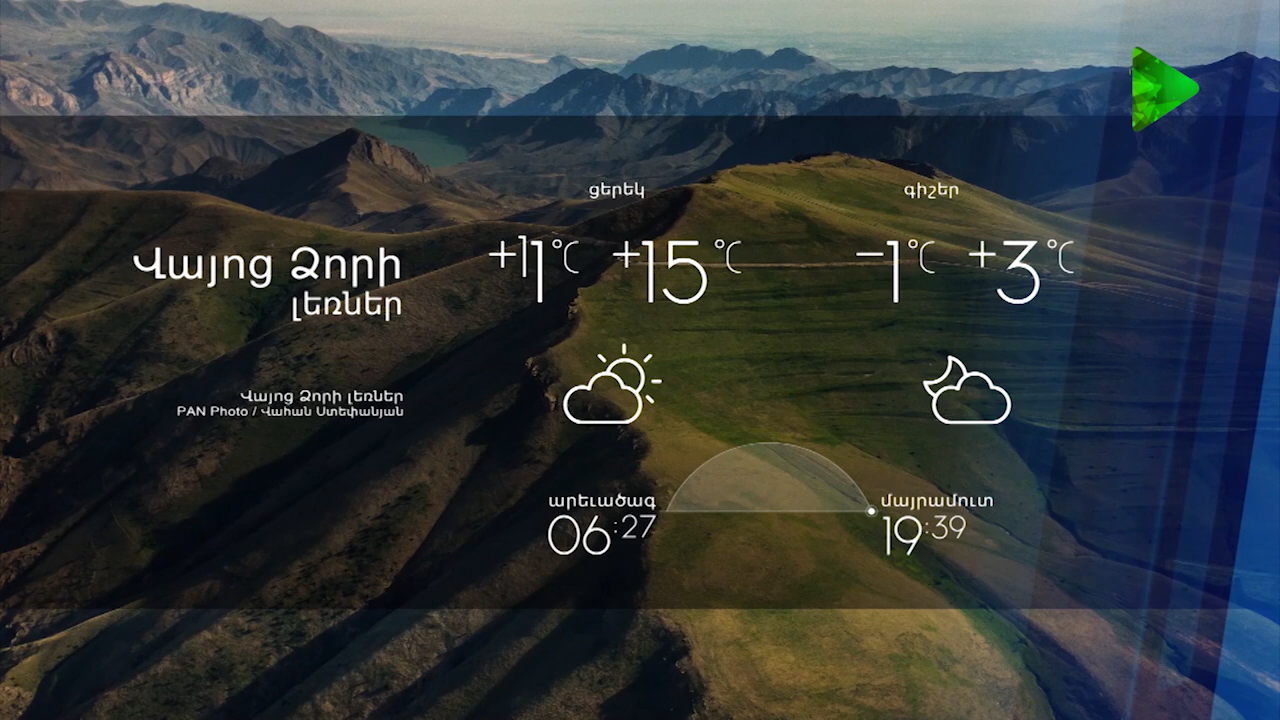 ցերեկ գիշեր
Վայոց Ձորի
լեռներ
+11°C +15°C −1°C +3°C
Վայոց Ձորի լեռներ
PAN Photo / Վահան Ստեփանյան
արեւածագ մայրամուտ
06:27 19:39